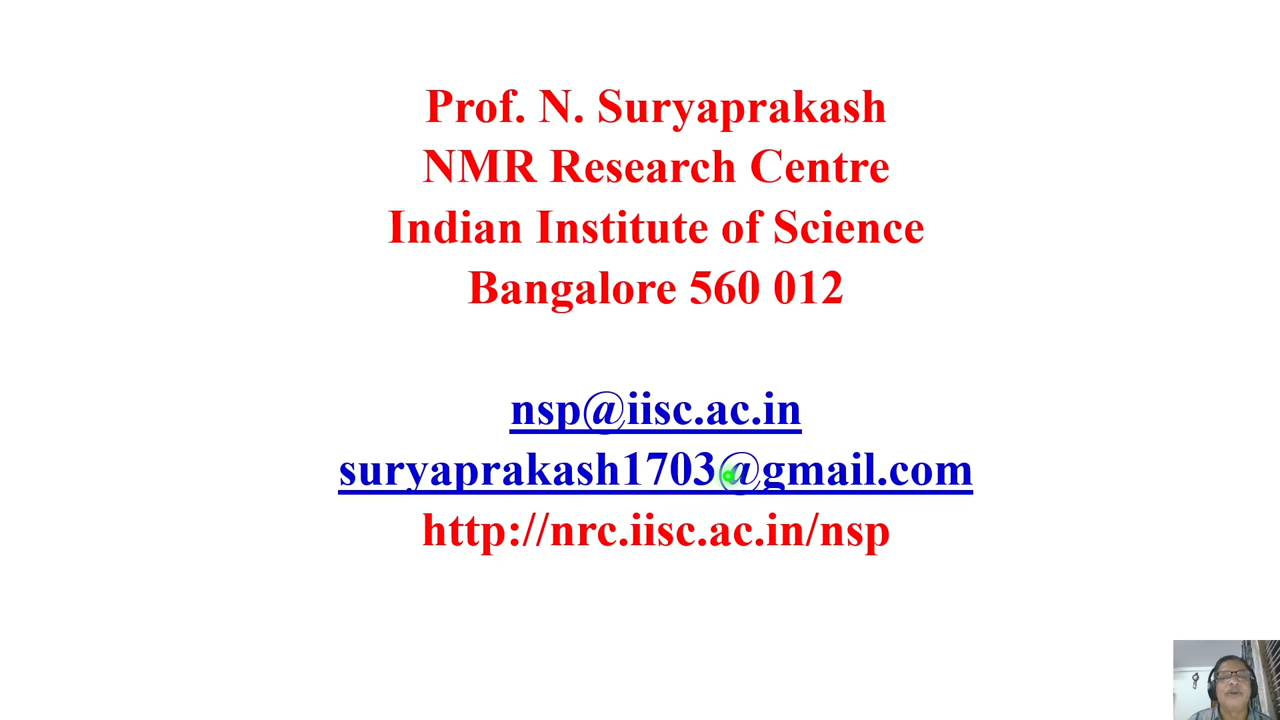 Prof. N. Suryaprakash
NMR Research Centre
Indian Institute of Science
Bangalore 560 012
nsp@iisc.ac.in
suryaprakash1703@gmail.com
http://nrc.iisc.ac.in/nsp